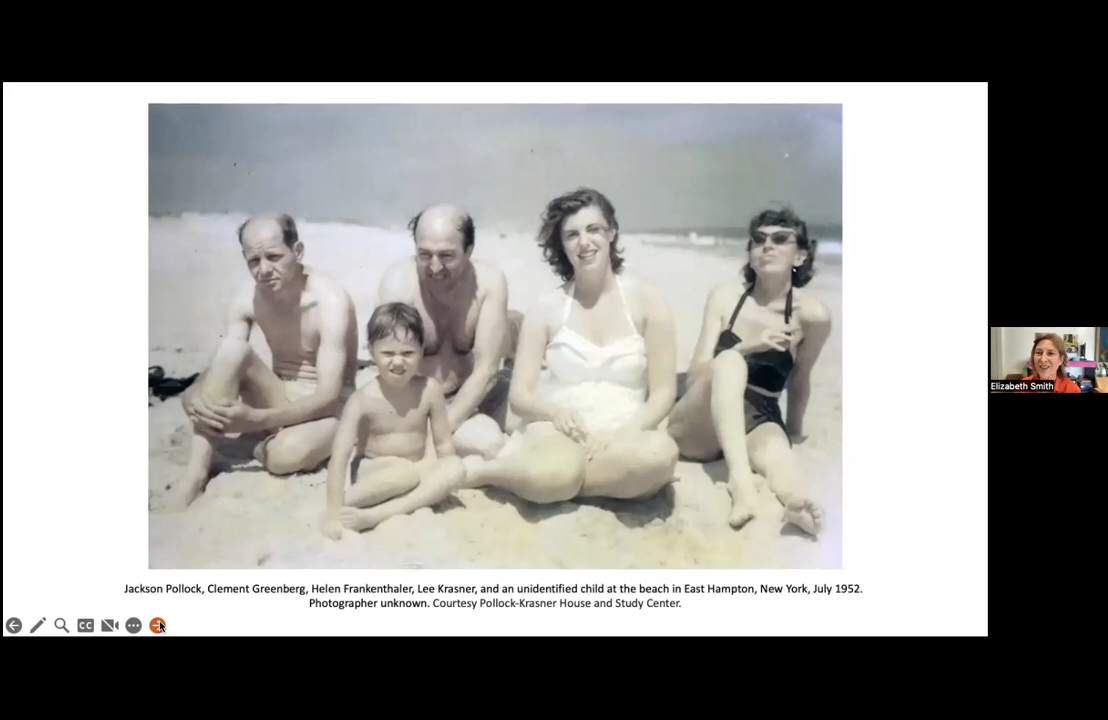 Jackson Pollock, Clement Greenberg, Helen Frankenthaler, Lee Krasner, and an unidentified child at the beach in East Hampton, New York, July 1952.
Photographer unknown. Courtesy Pollock-Krasner House and Study Center.
CC
Elizabeth Smith